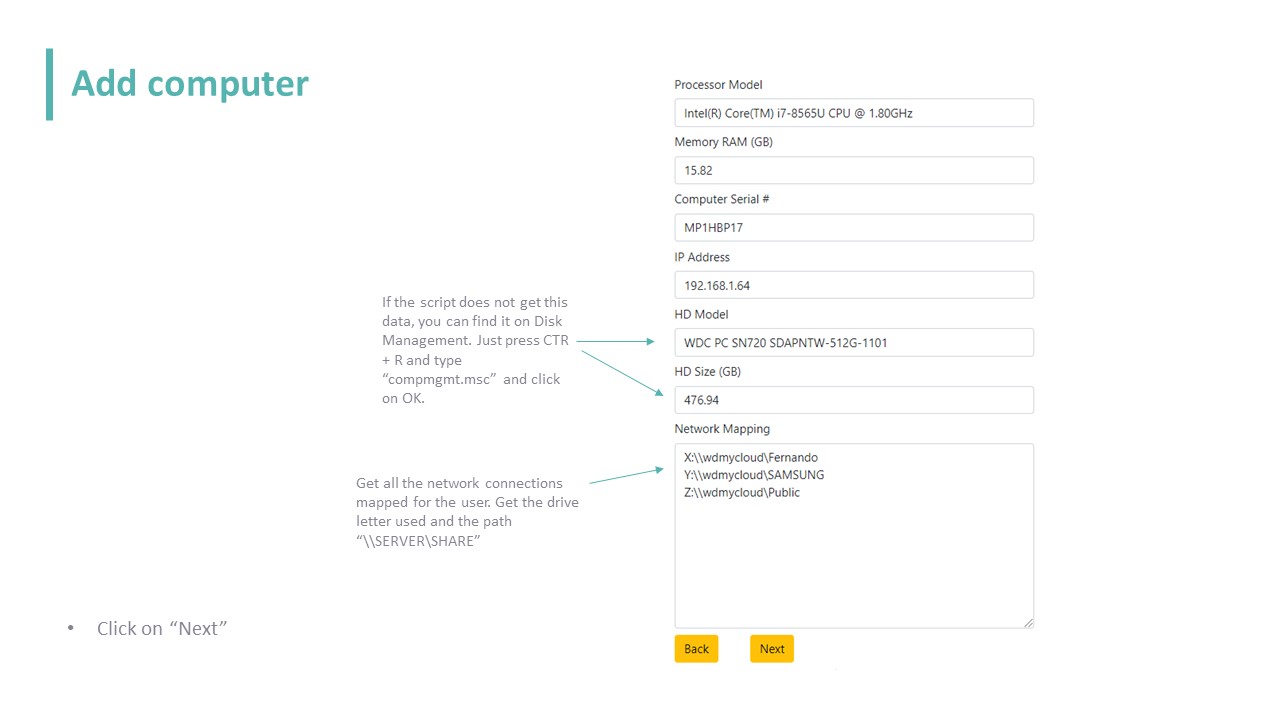 Add computer
Processor Model
Intel(R) Core(TM) i7-8565U CPU @ 1.80GHz
Memory RAM (GB)
15.82
Computer Serial #
MP1HBP17
IP Address
192.168.1.64
HD Model
WDC PC SN720 SDAPNTW-512G-1101
HD Size (GB)
476.94
Network Mapping
X:\\wdmycloud\Fernando
Y:\\wdmycloud\SAMSUNG
Z:\\wdmycloud\Public
Back
Next
If the script does not get this
data, you can find it on Disk
Management. Just press CTR
+ R and type
“compmgmt.msc” and click
on OK.
Get all the network connections
mapped for the user. Get the drive
letter used and the path
“\\SERVER\SHARE”
• Click on “Next”